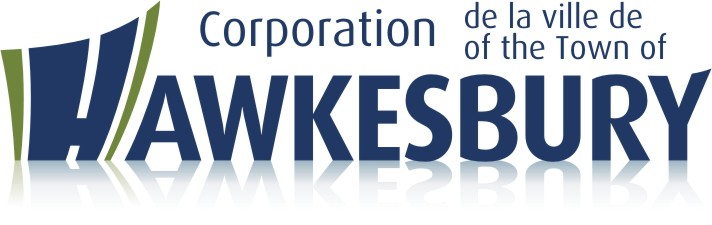 Corporation
de la ville de
of the Town of
HAWKESBURY